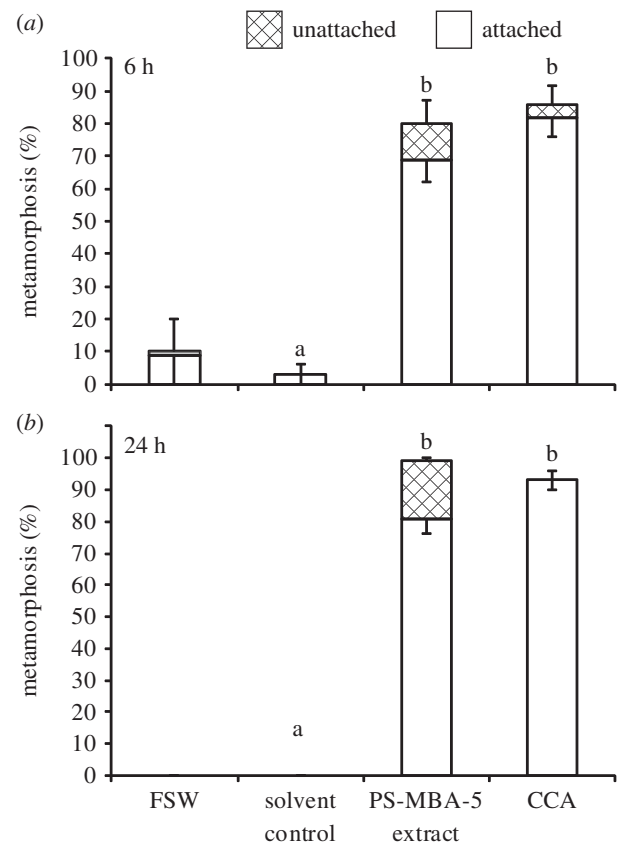 (a)
unattached attached
100
90
80
70
60
50
40
30
20
10
0
metamorphosis (%)
6 h
a
b
b
(b)
100
90
80
70
60
50
40
30
20
10
0
metamorphosis (%)
24 h
a
b
b
FSW
solvent
control
PS-MBA-5
extract
CCA